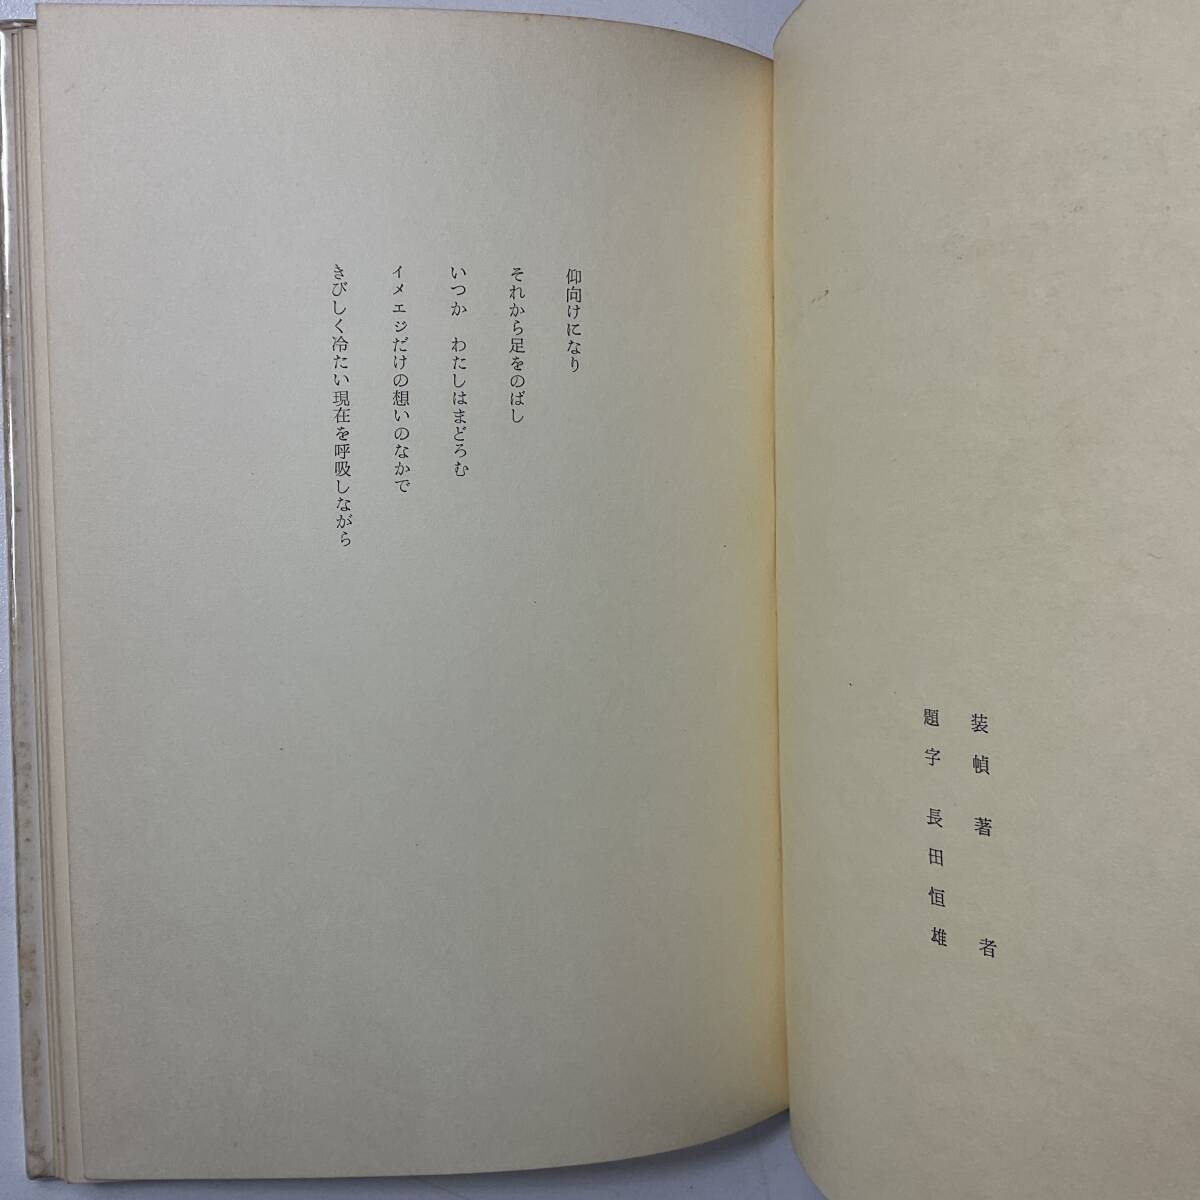 装幀 著者
題字 長田恒雄
仰向けになり
それから足をのばし
いつか　わたしはまどろむ
イメエジだけの想いのなかで
きびしく冷たい現在を呼吸しながら